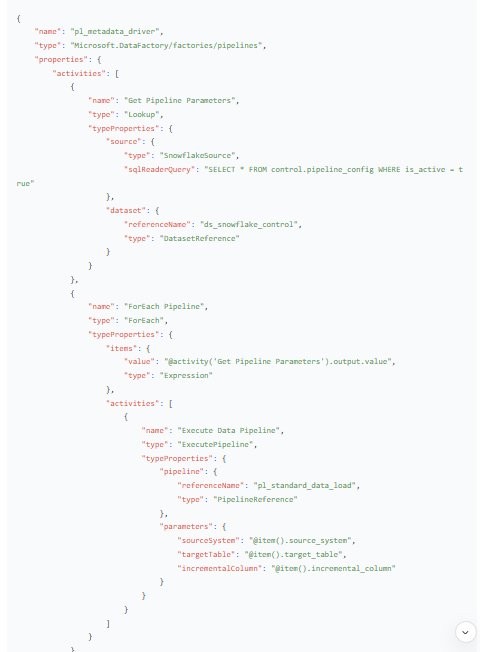 {
    "name": "pl_metadata_driver",
    "type": "Microsoft.DataFactory/factories/pipelines",
    "properties": {
        "activities": [
            {
                "name": "Get Pipeline Parameters",
                "type": "Lookup",
                "typeProperties": {
                    "source": {
                        "type": "SnowflakeSource",
                        "sqlReaderQuery": "SELECT * FROM control.pipeline_config WHERE is_active = t
rue"
                    },
                    "dataset": {
                        "referenceName": "ds_snowflake_control",
                        "type": "DatasetReference"
                    }
                }
            },
            {
                "name": "ForEach Pipeline",
                "type": "ForEach",
                "typeProperties": {
                    "items": {
                        "value": "@activity('Get Pipeline Parameters').output.value",
                        "type": "Expression"
                    },
                    "activities": [
                        {
                            "name": "Execute Data Pipeline",
                            "type": "ExecutePipeline",
                            "typeProperties": {
                                "pipeline": {
                                    "referenceName": "pl_standard_data_load",
                                    "type": "PipelineReference"
                                },
                                "parameters": {
                                    "sourceSystem": "@item().source_system",
                                    "targetTable": "@item().target_table",
                                    "incrementalColumn": "@item().incremental_column"
                                }
                            }
                        }
                    ]
                }
            }